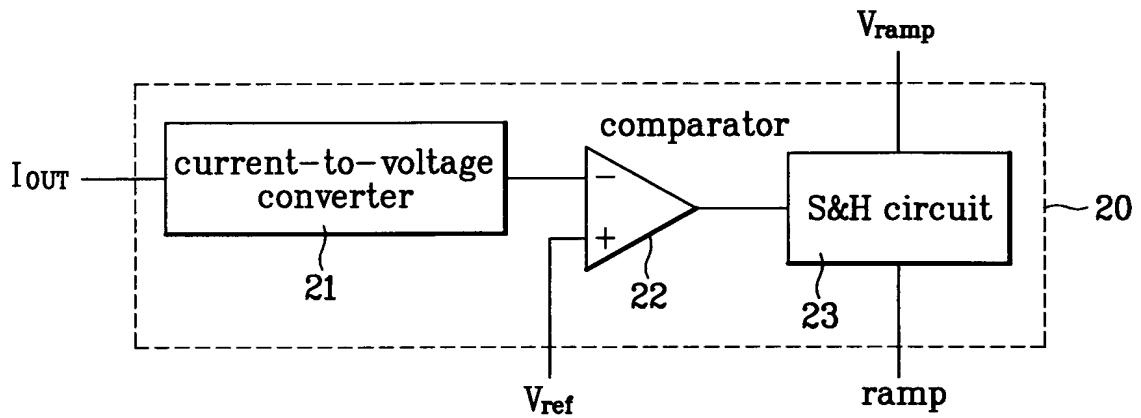 Vramp
comparator
current-to-voltage
converter
IOUT
−
+
S&H circuit
20
21
22
23
Vref
ramp